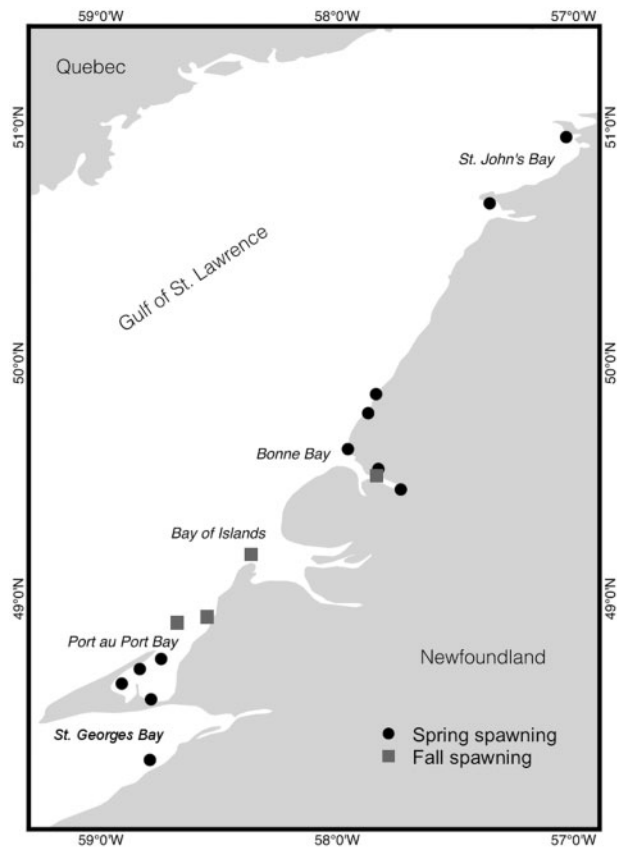 59°0'W 58°0'W 57°0'W
Quebec
51°0'N 51°0'N
St. John's Bay
Gulf of St. Lawrence
50°0'N 50°0'N
Bonne Bay
Bay of Islands
49°0'N 49°0'N
Port au Port Bay
Newfoundland
St. Georges Bay
Spring spawning
Fall spawning
59°0'W 58°0'W 57°0'W